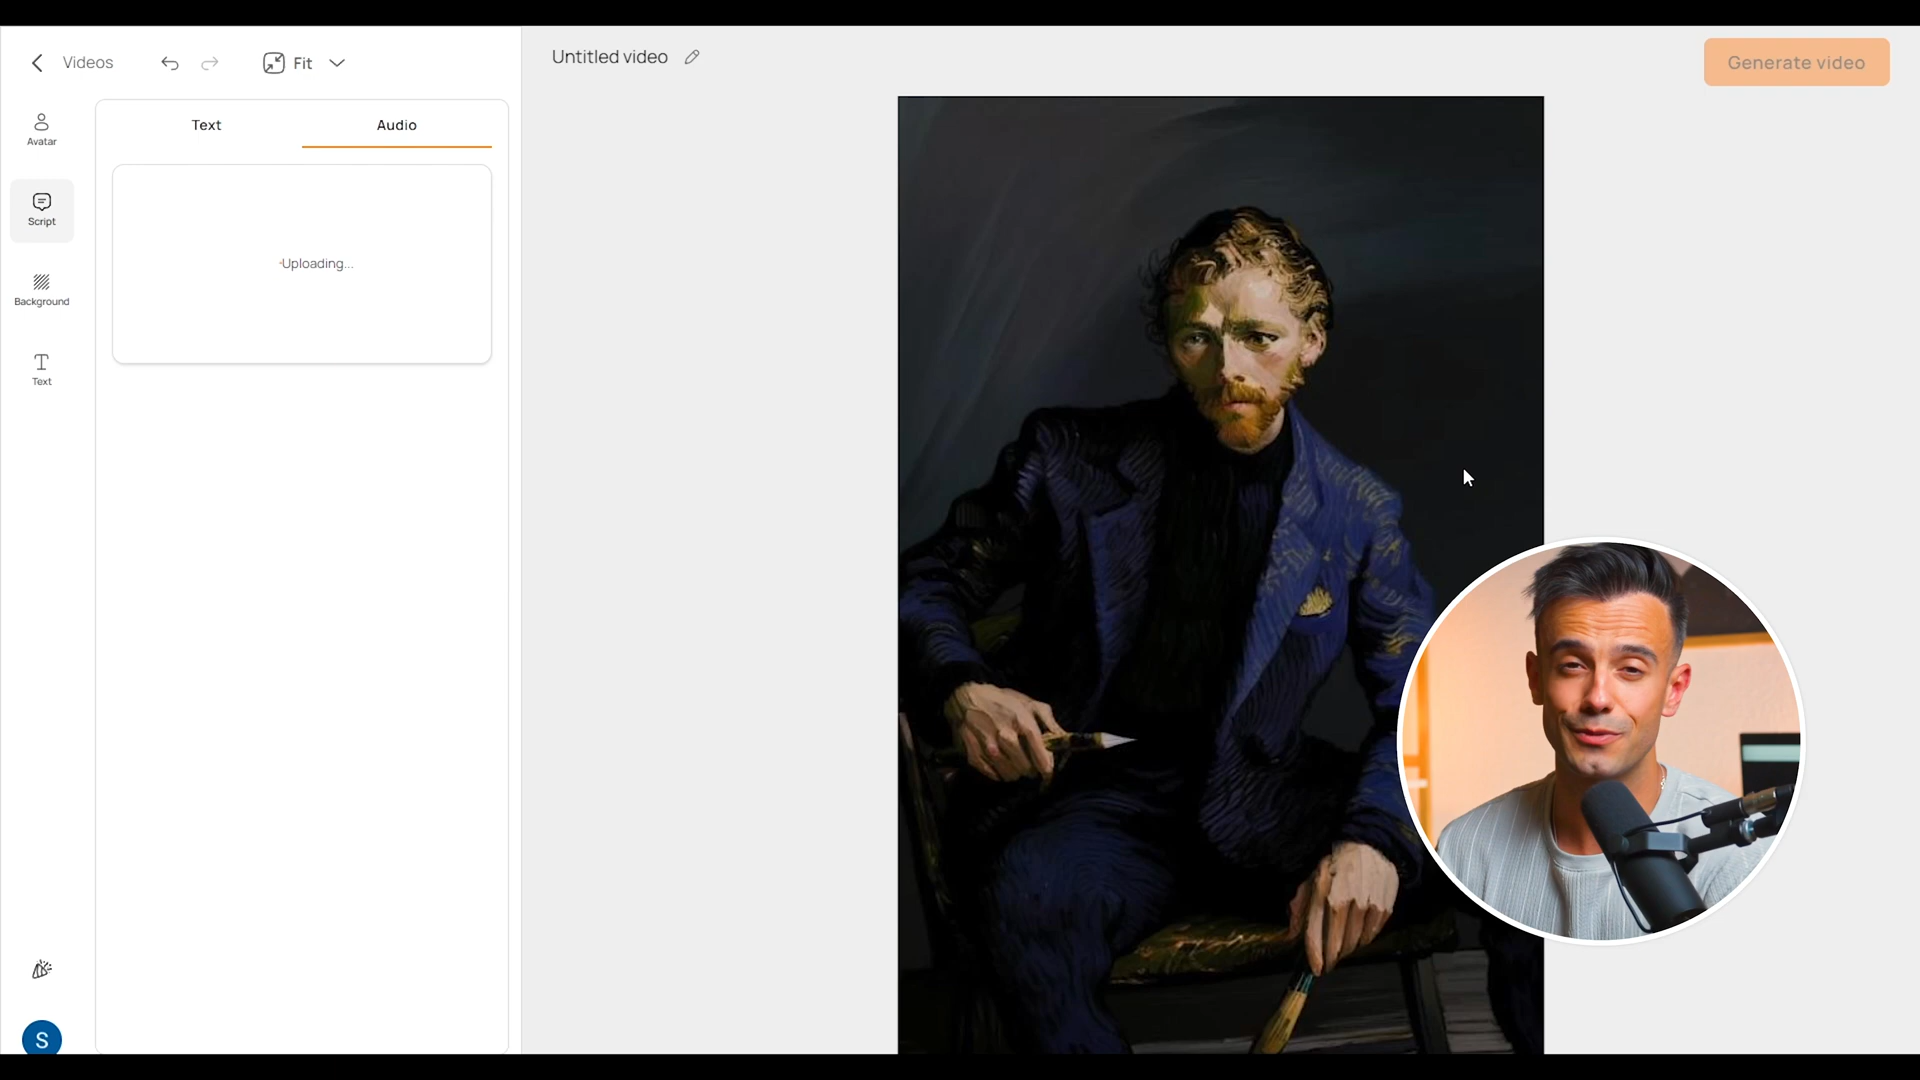 Videos
Fit
Untitled video
Generate video
Avatar
Text
Audio
Script
Uploading...
Background
Text
S